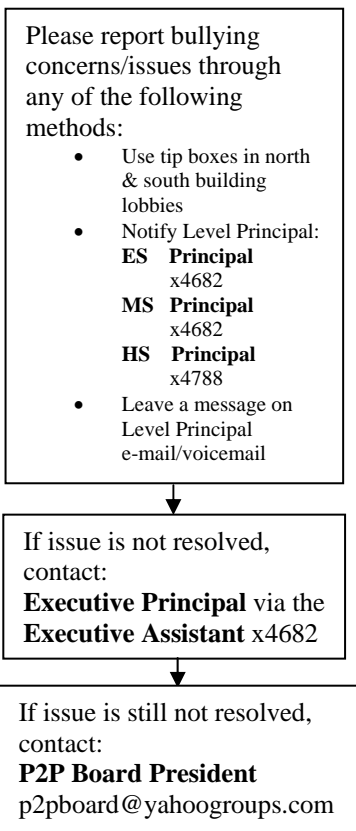 Please report bullying
concerns/issues through
any of the following
methods:
• Use tip boxes in north
& south building
lobbies
• Notify Level Principal:
ES Principal
x4682
MS Principal
x4682
HS Principal
x4788
• Leave a message on
Level Principal
e-mail/voicemail
If issue is not resolved,
contact:
Executive Principal via the
Executive Assistant x4682
If issue is still not resolved,
contact:
P2P Board President
p2pboard@yahoogroups.com